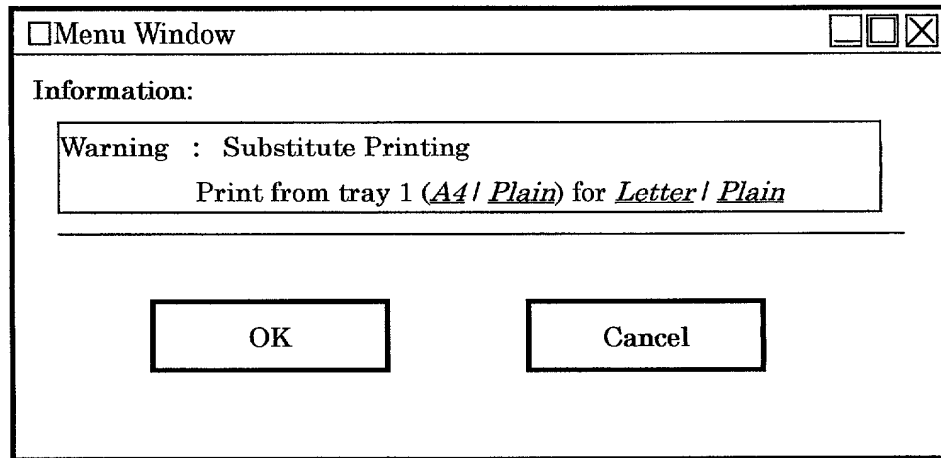 Menu Window
Information:
Warning : Substitute Printing
Print from tray 1 (A4 / Plain) for Letter / Plain
OK
Cancel